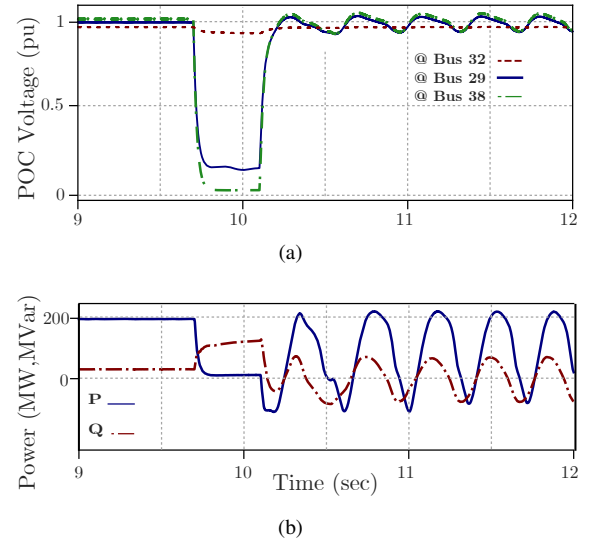 POC Voltage (pu)
1
0.5
0
@ Bus 32
@ Bus 29
@ Bus 38
9
10
11
12
(a)
Power (MW,MVar)
200
0
P
Q
9
10
11
12
Time (sec)
(b)